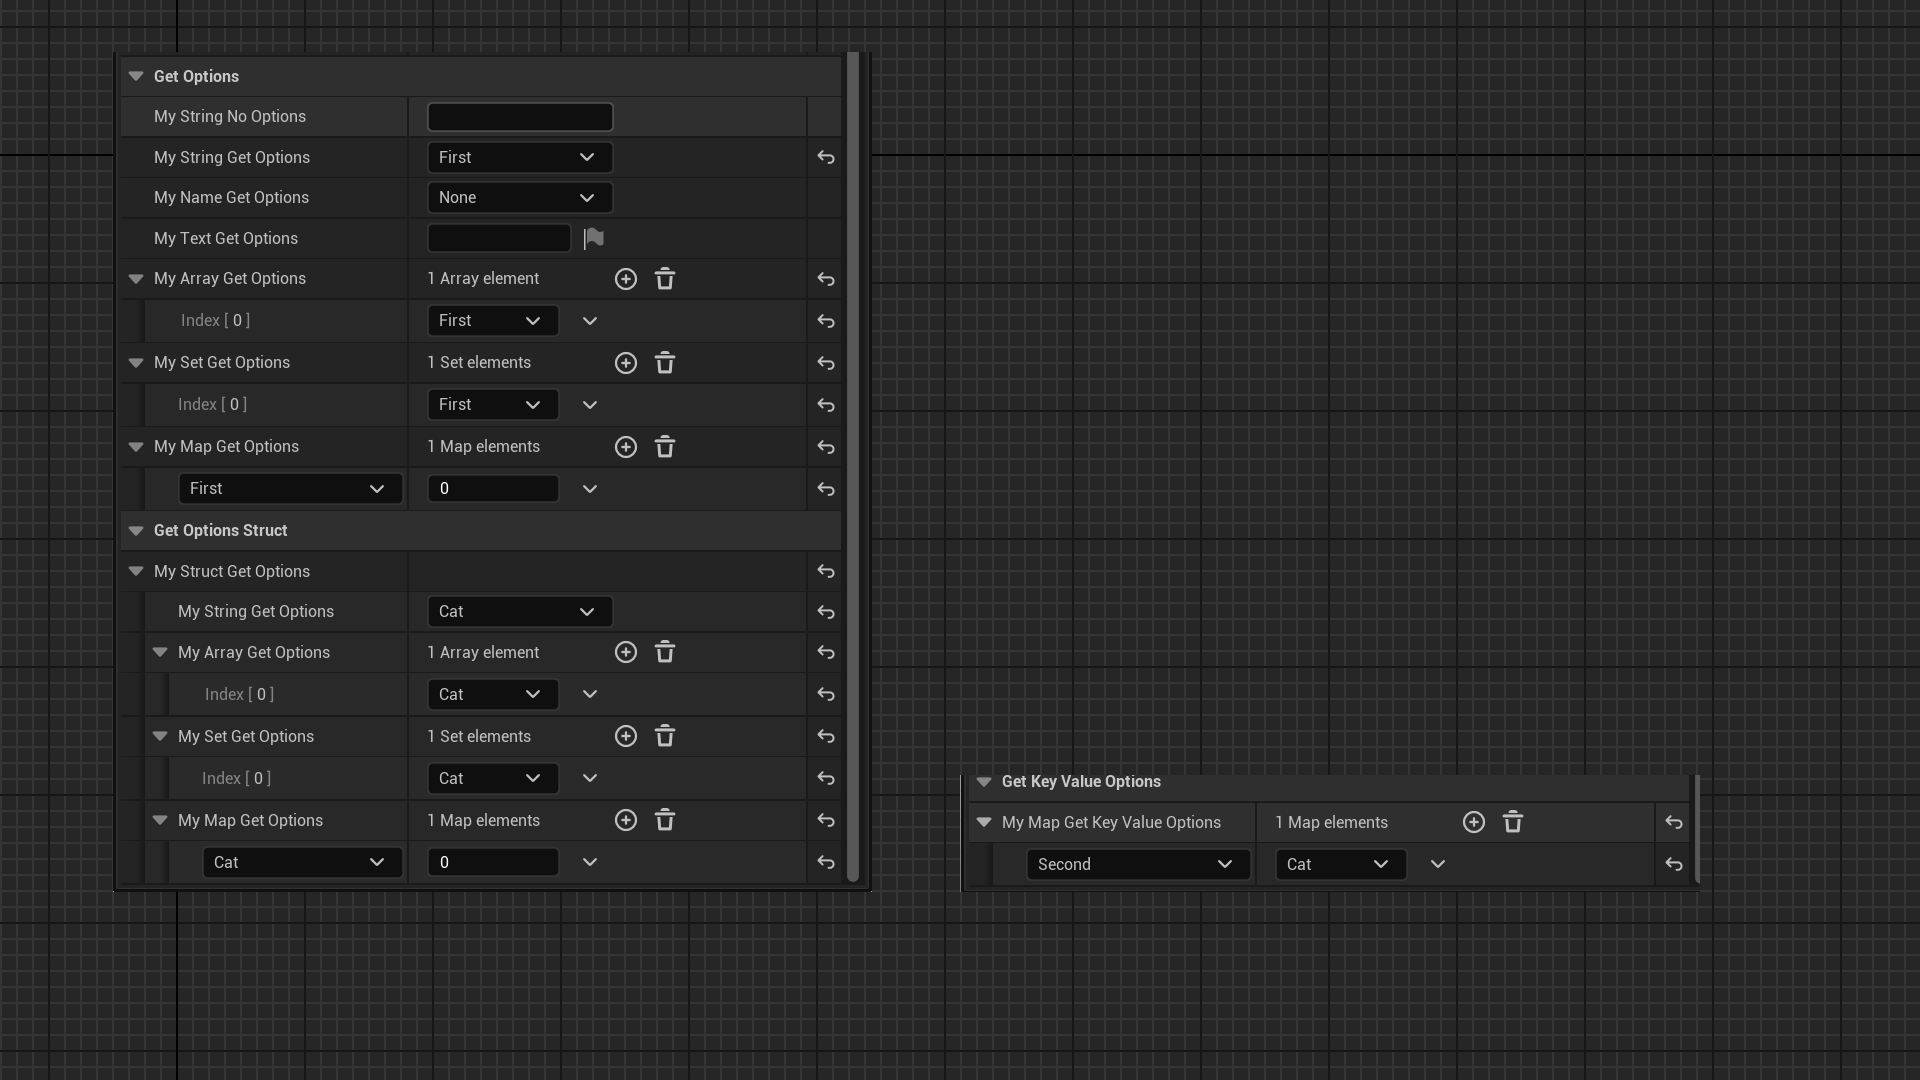 Get Options
My String No Options
My String Get Options First
My Name Get Options None
My Text Get Options
My Array Get Options 1 Array element
Index [ 0 ] First
My Set Get Options 1 Set elements
Index [ 0 ] First
My Map Get Options 1 Map elements
First 0
Get Options Struct
My Struct Get Options
My String Get Options Cat
My Array Get Options 1 Array element
Index [ 0 ] Cat
My Set Get Options 1 Set elements
Index [ 0 ] Cat
My Map Get Options 1 Map elements
Cat 0
Get Key Value Options
My Map Get Key Value Options 1 Map elements
Second Cat